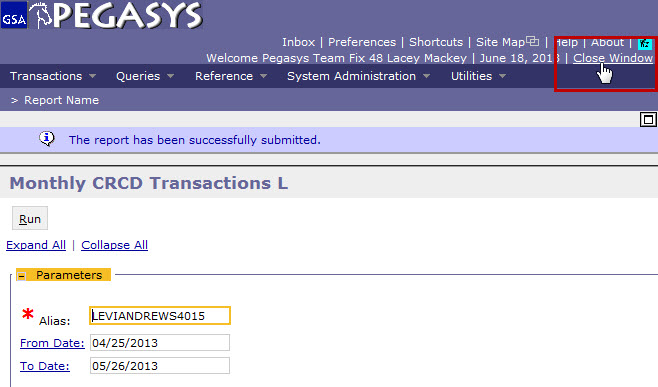 GSA PEGASYS
Inbox | Preferences | Shortcuts | Site Map | Help | About |
Welcome Pegasys Team Fix 48 Lacey Mackey | June 18, 2013 | Close Window
Transactions Queries Reference System Administration Utilities
> Report Name
The report has been successfully submitted.
Monthly CRCD Transactions L
Run
Expand All | Collapse All
Parameters
* Alias: LEVIANDREWS4015
From Date: 04/25/2013
To Date: 05/26/2013